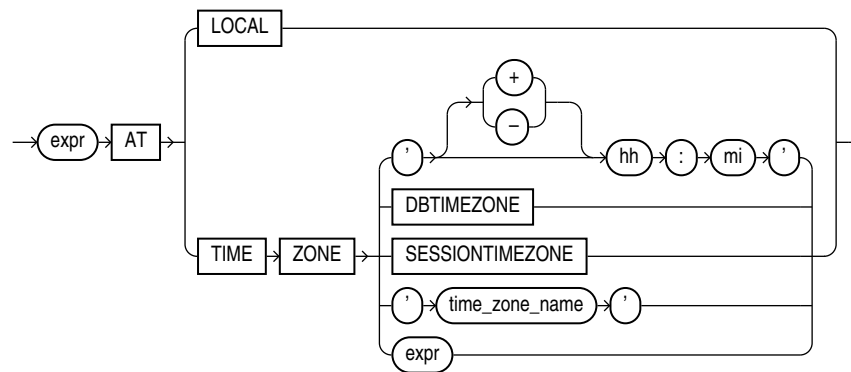 LOCAL
+
−
expr AT
' hh : mi '
DBTIMEZONE
TIME ZONE SESSIONTIMEZONE
' time_zone_name '
expr